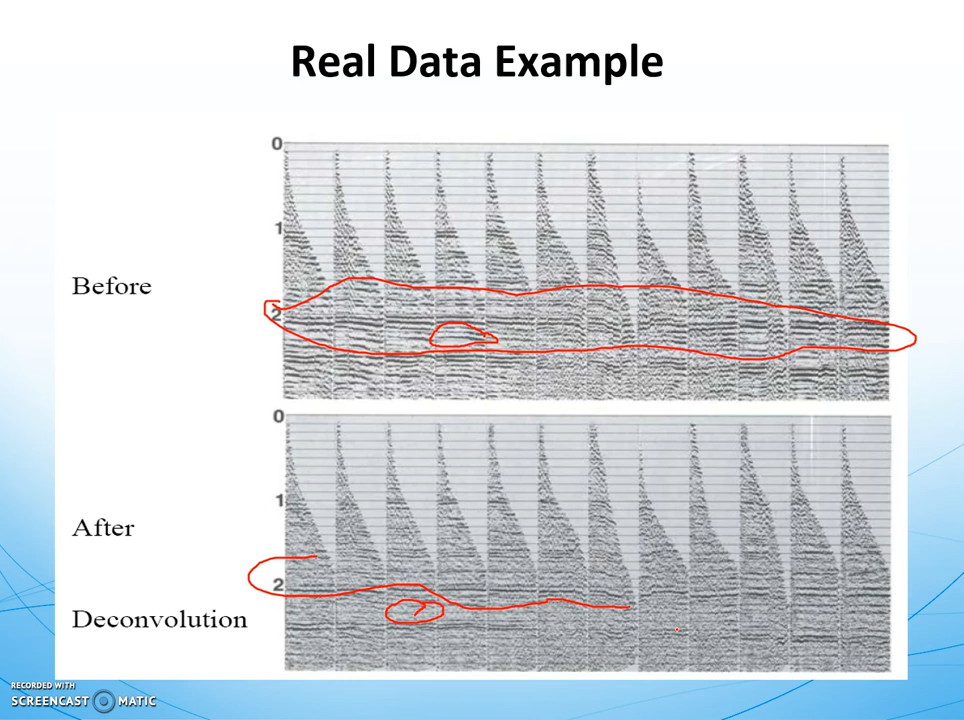 Real Data Example
0
1
Before
2
0
1
After
2
Deconvolution
RECORDED WITH
SCREENCAST MATIC